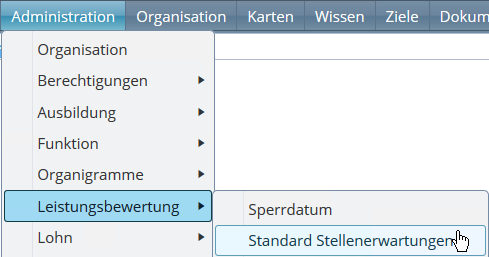 Administration Organisation Karten Wissen Ziele Dokum
Organisation
Berechtigungen
Ausbildung
Funktion
Organigramme
Leistungsbewertung
Sperrdatum
Lohn
Standard Stellenerwartungen